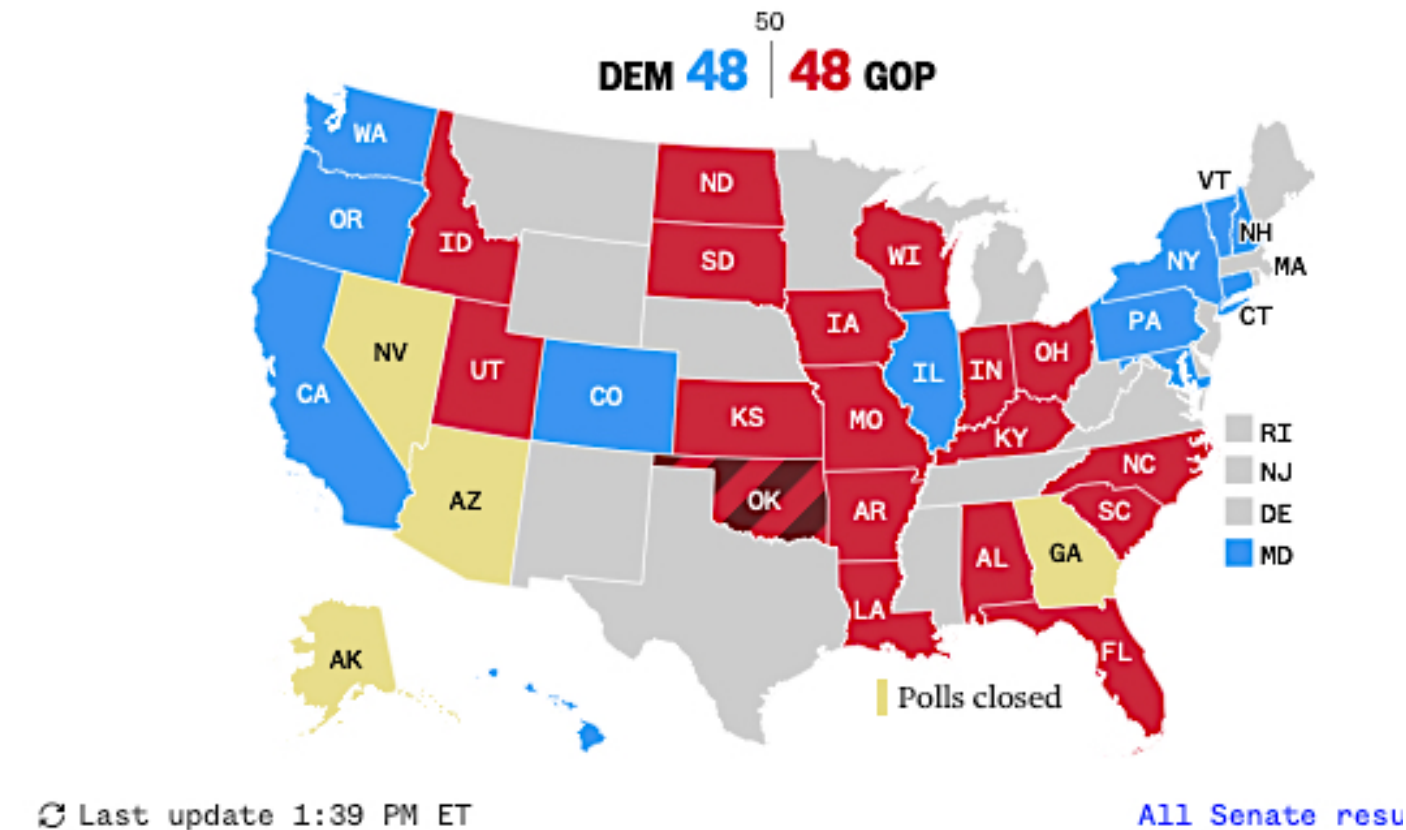 50
DEM 48 48 GOP
WA
ND
VT
OR
ID
SD
WI
NH
NY
MA
CT
IA
PA
NV
UT
CO
IL
IN
OH
CA
KS
MO
KY
RI
NC
NJ
AZ
OK
AR
SC
DE
AL
GA
MD
LA
FL
AK
Polls closed
Last update 1:39 PM ET
All Senate resu